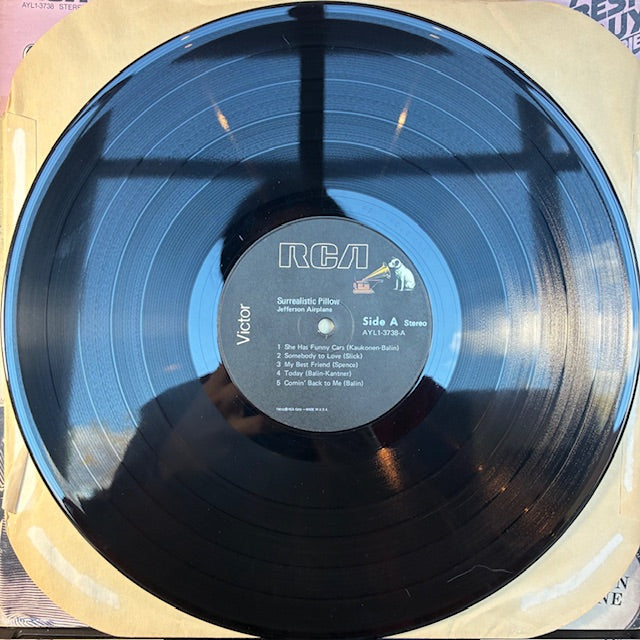 AYL1-3738 STEREO
BEST
BUY
RCA
Victor
Surrealistic Pillow
Jefferson Airplane
Side A Stereo
AYL1-3738-A
1 She Has Funny Cars (Kaukonen-Balin)
2 Somebody to Love (Slick)
3 My Best Friend (Spence)
4 Today (Balin-Kantner)
5 Comin' Back to Me (Balin)